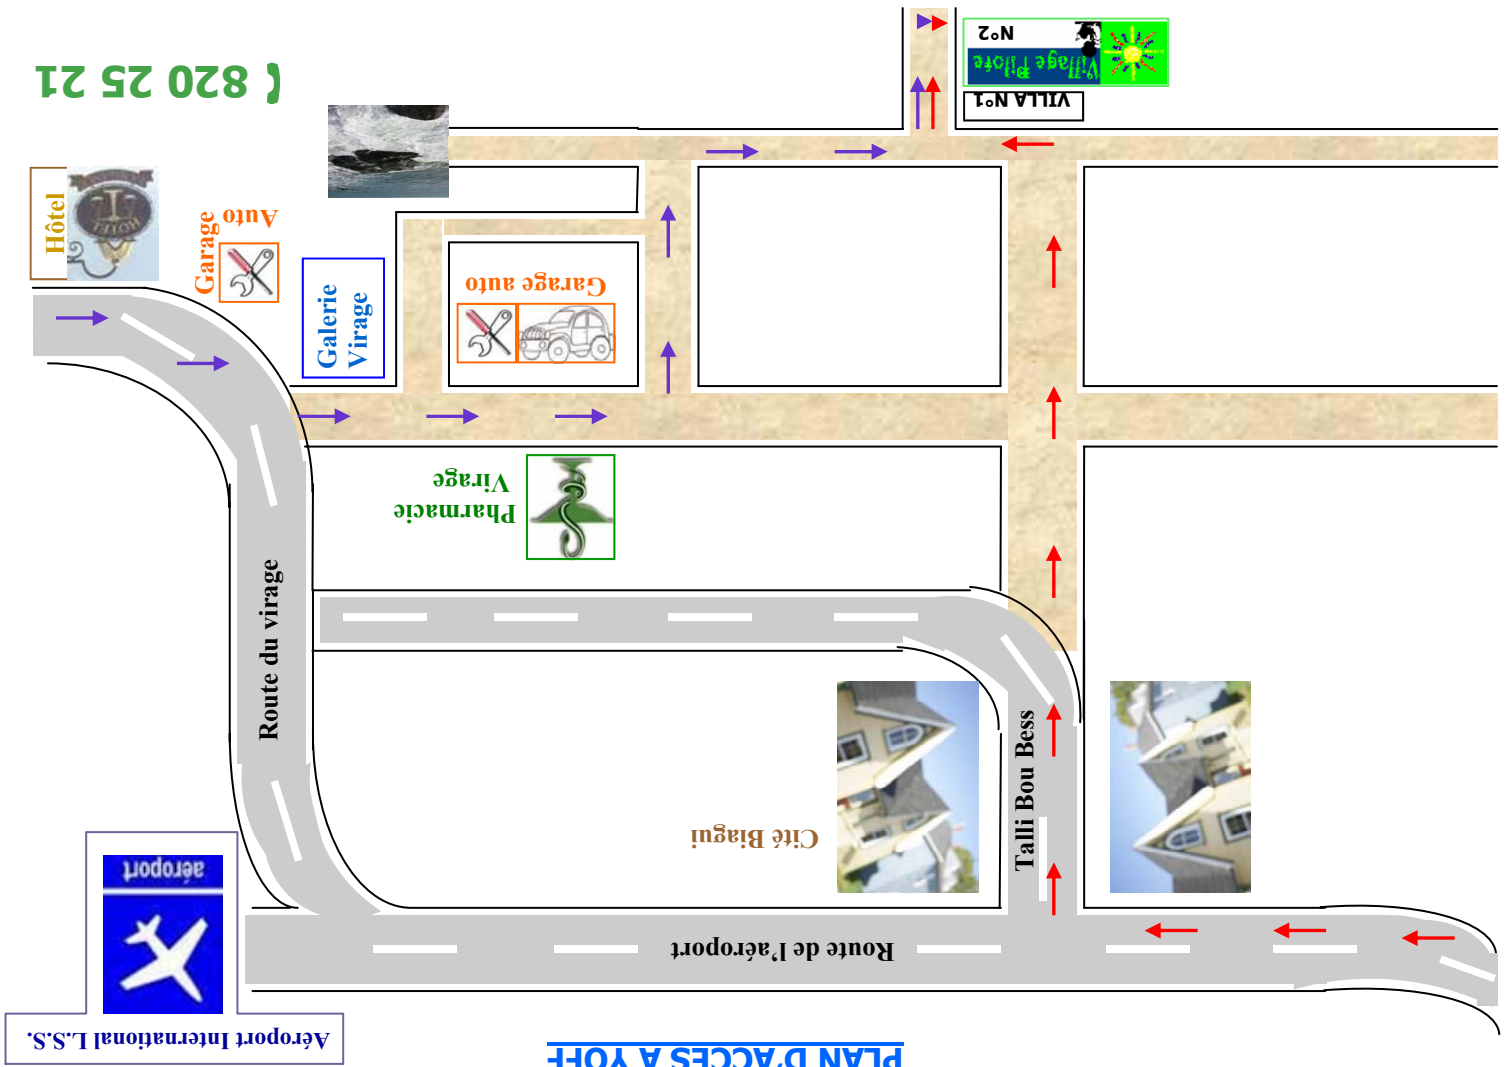 PLAN D'ACCES A YOFF
Aéroport International L.S.S.
aéroport
Route de l'aéroport
Talli Bou Bess
Cité Biagui
Route du virage
Pharmacie
Virage
Garage auto
Galerie
Virage
Garage
Auto
Hôtel
HOTEL
VILLA N°1
Village Pilote
N°2
( 820 25 21